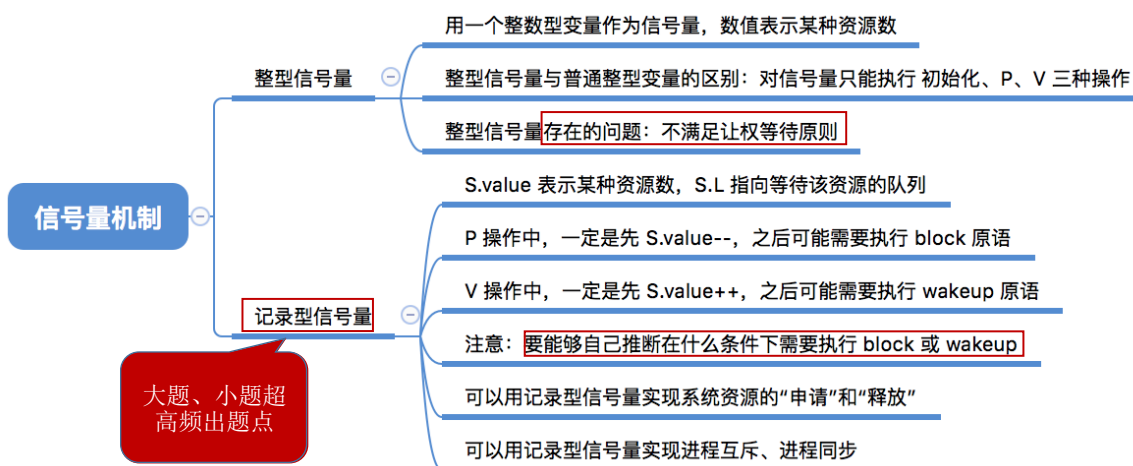 用一个整数型变量作为信号量，数值表示某种资源数
整型信号量
整型信号量与普通整型变量的区别：对信号量只能执行 初始化、P、V 三种操作
整型信号量存在的问题：不满足让权等待原则
信号量机制
S.value 表示某种资源数，S.L 指向等待该资源的队列
P 操作中，一定是先 S.value--，之后可能需要执行 block 原语
V 操作中，一定是先 S.value++，之后可能需要执行 wakeup 原语
记录型信号量
注意：要能够自己推断在什么条件下需要执行 block 或 wakeup
可以用记录型信号量实现系统资源的“申请”和“释放”
可以用记录型信号量实现进程互斥、进程同步
大题、小题超
高频出题点